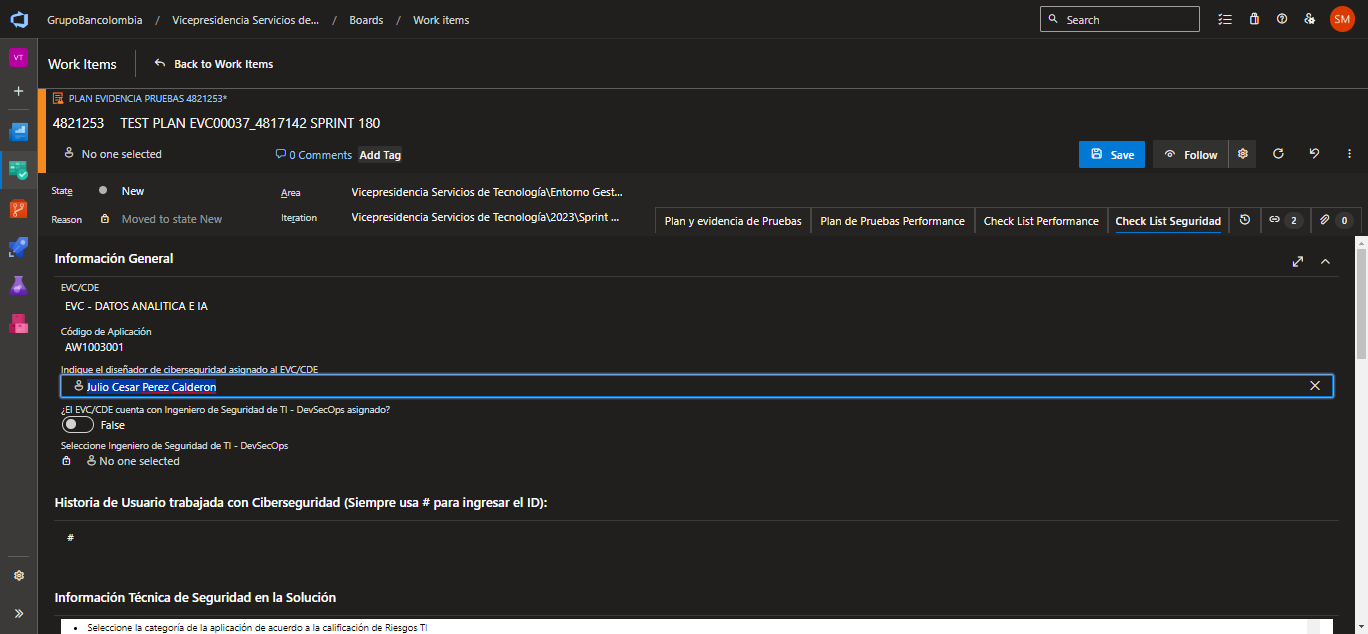 GrupoBancolombia / Vicepresidencia Servicios de... / Boards / Work items
Search
SM
VT
Work Items
Back to Work Items
PLAN EVIDENCIA PRUEBAS 4821253*
4821253 TEST PLAN EVC00037_4817142 SPRINT 180
No one selected
0 Comments
Add Tag
Save
Follow
State
New
Area
Vicepresidencia Servicios de Tecnología\Entorno Gest...
Reason
Moved to state New
Iteration
Vicepresidencia Servicios de Tecnología\2023\Sprint ...
Plan y evidencia de Pruebas
Plan de Pruebas Performance
Check List Performance
Check List Seguridad
2
0
Información General
EVC/CDE
EVC - DATOS ANALITICA E IA
Código de Aplicación
AW1003001
Indique el diseñador de ciberseguridad asignado al EVC/CDE
Julio Cesar Perez Calderon
¿El EVC/CDE cuenta con Ingeniero de Seguridad de TI - DevSecOps asignado?
False
Seleccione Ingeniero de Seguridad de TI - DevSecOps
No one selected
Historia de Usuario trabajada con Ciberseguridad (Siempre usa # para ingresar el ID):
#
Información Técnica de Seguridad en la Solución
• Seleccione la categoría de la aplicación de acuerdo a la calificación de Riesgos TI